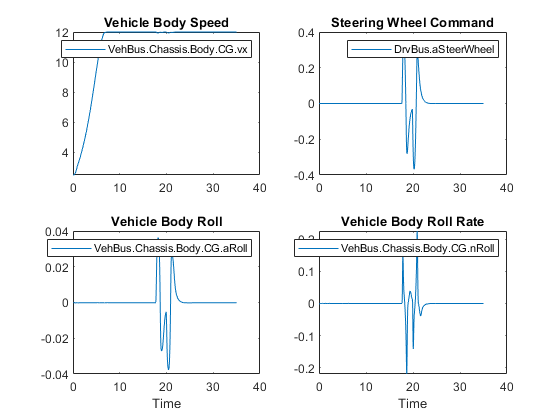 Vehicle Body Speed
VehBus.Chassis.Body.CG.vx
12
10
8
6
4
0 10 20 30 40
Steering Wheel Command
DrvBus.aSteerWheel
0.4
0.2
0
-0.2
-0.4
0 10 20 30 40
Vehicle Body Roll
VehBus.Chassis.Body.CG.aRoll
0.04
0.02
0
-0.02
-0.04
0 10 20 30 40
Time
Vehicle Body Roll Rate
VehBus.Chassis.Body.CG.nRoll
0.2
0.1
0
-0.1
-0.2
0 10 20 30 40
Time